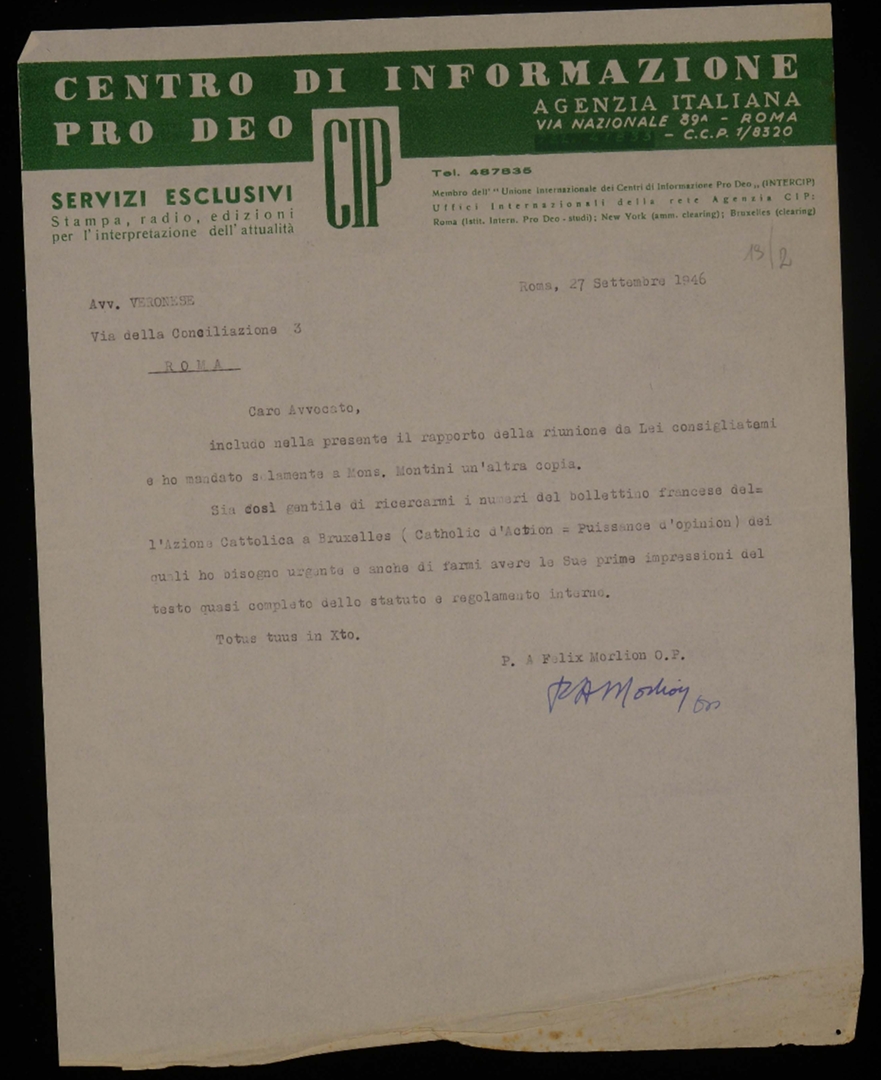 CENTRO DI INFORMAZIONE
PRO DEO
CIP
AGENZIA ITALIANA
VIA NAZIONALE 89A - ROMA
- C.C.P. 1/8320
SERVIZI ESCLUSIVI
Stampa, radio, edizioni
per l'interpretazione dell'attualità
Tel. 487835
Membro dell' "Unione internazionale dei Centri di Informazione Pro Deo" (INTERCIP)
Uffici Internazionali della rete Agenzia CIP:
Roma (Istit. Intern. Pro Deo - studi); New York (amm. clearing); Bruxelles (clearing)
13/2
Roma, 27 Settembre 1946
Avv. VERONESE
Via della Conciliazione 3
ROMA
Caro Avvocato,
includo nella presente il rapporto della riunione da Lei consigliatami
e ho mandato solamente a Mons. Montini un'altra copia.
Sia così gentile di ricercarmi i numeri del bollettino francese del=
l'Azione Cattolica a Bruxelles ( Catholic d'Action = Puissance d'opinion) dei
quali ho bisogno urgente e anche di farmi avere le Sue prime impressioni del
testo quasi completo dello statuto e regolamento interno.
Totus tuus in Xto.
P. A Felix Morlion O.P.
P A Morlion